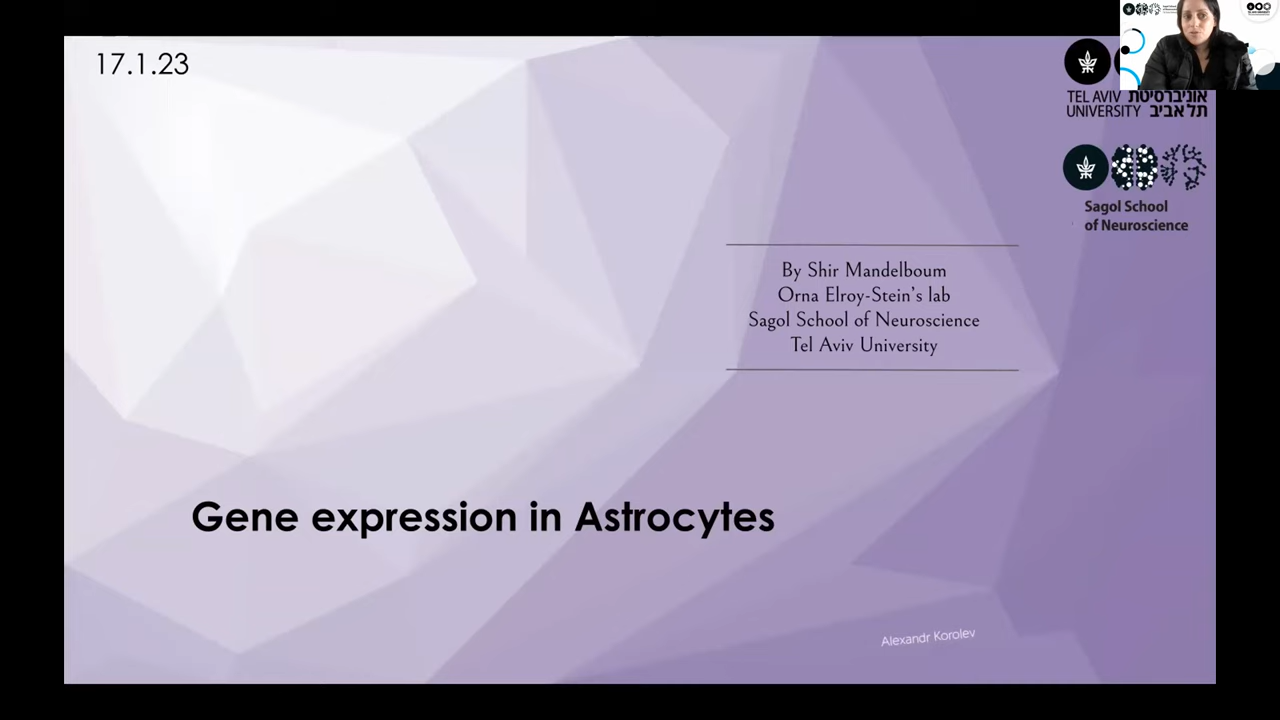 17.1.23
TEL AVIV אוניברסיטת
UNIVERSITY תל אביב
Sagol School
of Neuroscience
By Shir Mandelboum
Orna Elroy-Stein’s lab
Sagol School of Neuroscience
Tel Aviv University
Gene expression in Astrocytes
Alexandr Korolev